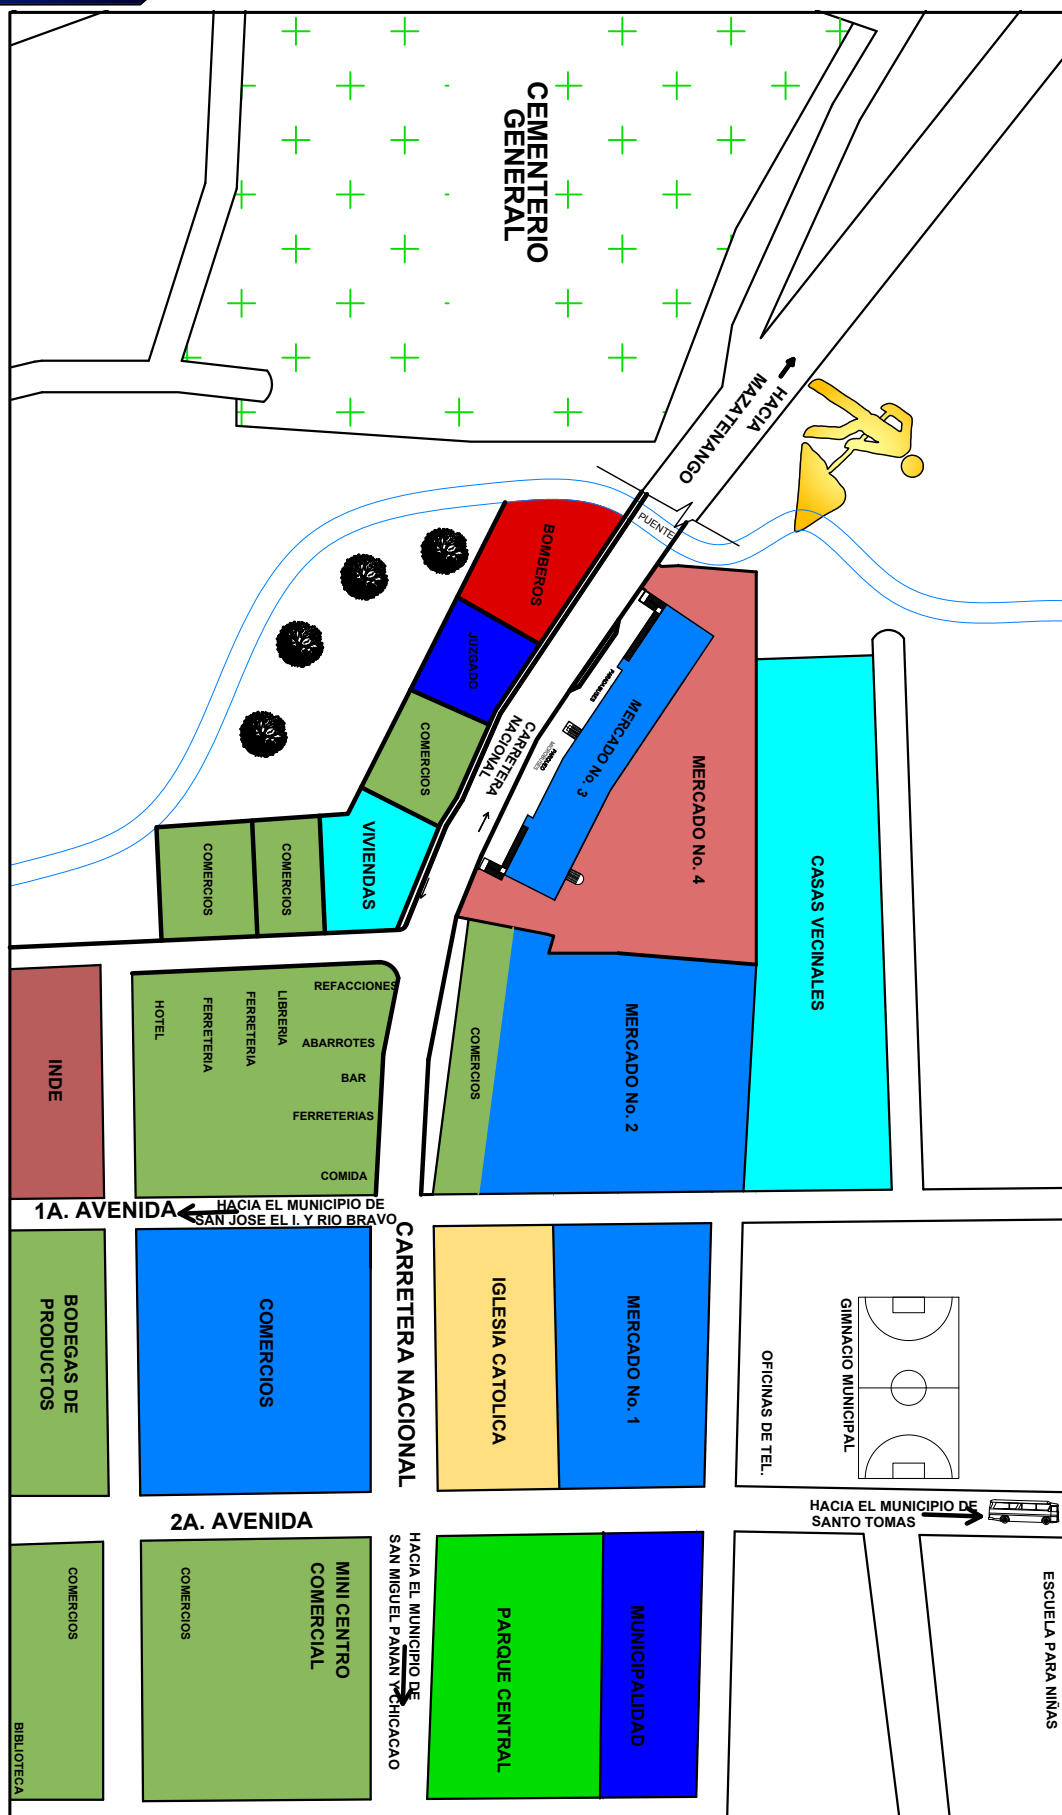 CEMENTERIO
GENERAL
HACIA
MAZATENANGO
PUENTE
BOMBEROS
JUZGADO
COMERCIOS
CARRETERA
NACIONAL
PARQUEO
MERCADO No. 3
MERCADO No. 4
CASAS VECINALES
VIVIENDAS
COMERCIOS
COMERCIOS
REFACCIONES
LIBRERIA
FERRETERIA
FERRETERIA
HOTEL
ABARROTES
BAR
FERRETERIAS
COMIDA
INDE
COMERCIOS
MERCADO No. 2
1A. AVENIDA
HACIA EL MUNICIPIO DE
SAN JOSE EL I. Y RIO BRAVO
CARRETERA NACIONAL
BODEGAS DE
PRODUCTOS
COMERCIOS
IGLESIA CATOLICA
MERCADO No. 1
OFICINAS DE TEL.
GIMNACIO MUNICIPAL
2A. AVENIDA
HACIA EL MUNICIPIO DE
SANTO TOMAS
HACIA EL MUNICIPIO DE
SAN MIGUEL PANAN Y CHICACAO
COMERCIOS
BIBLIOTECA
COMERCIOS
MINI CENTRO
COMERCIAL
PARQUE CENTRAL
MUNICIPALIDAD
ESCUELA PARA NIÑAS